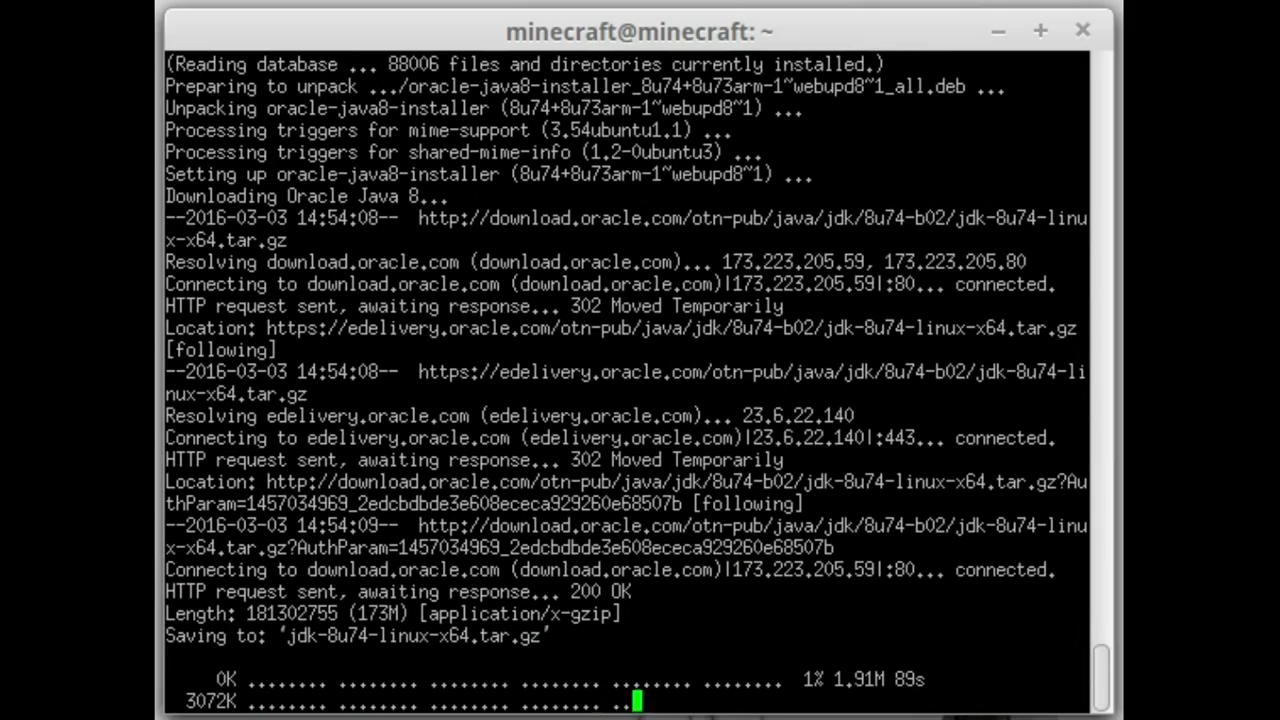 minecraft@minecraft: ~
(Reading database ... 88006 files and directories currently installed.)
Preparing to unpack .../oracle-java8-installer_8u74+8u73arm-1~webupd8~1_all.deb ...
Unpacking oracle-java8-installer (8u74+8u73arm-1~webupd8~1) ...
Processing triggers for mime-support (3.54ubuntu1.1) ...
Processing triggers for shared-mime-info (1.2-0ubuntu3) ...
Setting up oracle-java8-installer (8u74+8u73arm-1~webupd8~1) ...
Downloading Oracle Java 8...
--2016-03-03 14:54:08--  http://download.oracle.com/otn-pub/java/jdk/8u74-b02/jdk-8u74-linu
x-x64.tar.gz
Resolving download.oracle.com (download.oracle.com)... 173.223.205.59, 173.223.205.80
Connecting to download.oracle.com (download.oracle.com)|173.223.205.59|:80... connected.
HTTP request sent, awaiting response... 302 Moved Temporarily
Location: https://edelivery.oracle.com/otn-pub/java/jdk/8u74-b02/jdk-8u74-linux-x64.tar.gz
[following]
--2016-03-03 14:54:08--  https://edelivery.oracle.com/otn-pub/java/jdk/8u74-b02/jdk-8u74-li
nux-x64.tar.gz
Resolving edelivery.oracle.com (edelivery.oracle.com)... 23.6.22.140
Connecting to edelivery.oracle.com (edelivery.oracle.com)|23.6.22.140|:443... connected.
HTTP request sent, awaiting response... 302 Moved Temporarily
Location: http://download.oracle.com/otn-pub/java/jdk/8u74-b02/jdk-8u74-linux-x64.tar.gz?Au
thParam=1457034969_2edcbdbde3e608ececa929260e68507b [following]
--2016-03-03 14:54:09--  http://download.oracle.com/otn-pub/java/jdk/8u74-b02/jdk-8u74-linu
x-x64.tar.gz?AuthParam=1457034969_2edcbdbde3e608ececa929260e68507b
Connecting to download.oracle.com (download.oracle.com)|173.223.205.59|:80... connected.
HTTP request sent, awaiting response... 200 OK
Length: 181302755 (173M) [application/x-gzip]
Saving to: ‘jdk-8u74-linux-x64.tar.gz’
0K ........ ........ ........ ........ ........ ........  1% 1.91M 89s
3072K ........ ........ ........ ........ ..